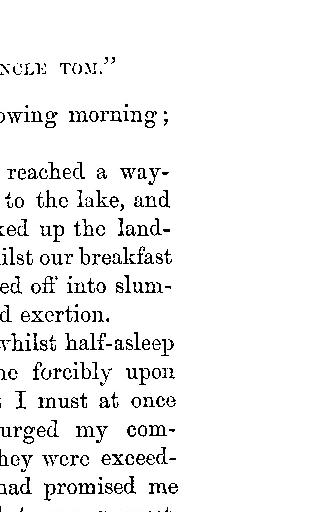 NCLE TOM."
owing morning;
reached a way-
to the lake, and
ked up the land-
ilst our breakfast
ed off into slum-
d exertion.
whilst half-asleep
ne forcibly upon
I must at once
urged my com-
hey were exceed-
had promised me